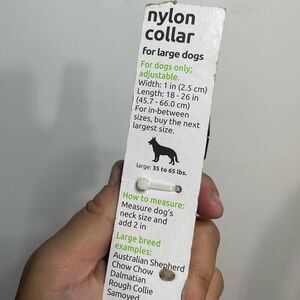 nylon
collar
for large dogs
For dogs only;
adjustable.
Width: 1 in (2.5 cm)
Length: 18 - 26 in
(45.7 - 66.0 cm)
For in-between
sizes, buy the next
largest size.
large: 35 to 65 lbs.
How to measure:
Measure dog's
neck size and
add 2 in
Large breed
examples:
Australian Shepherd
Chow Chow
Dalmatian
Rough Collie
Samoyed